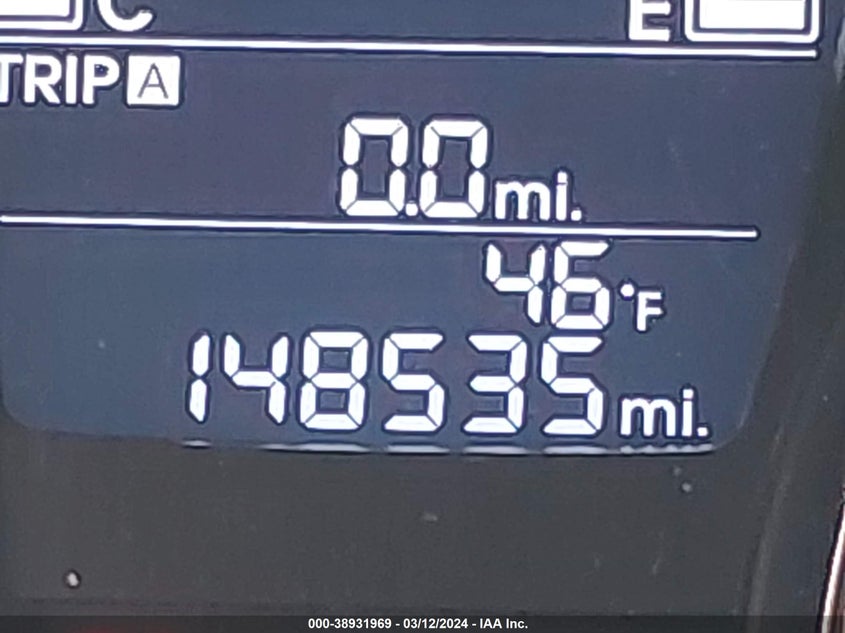 C E
TRIP A
0.0 mi.
46 °F
148535 mi.
000-38931969 - 03/12/2024 - IAA Inc.